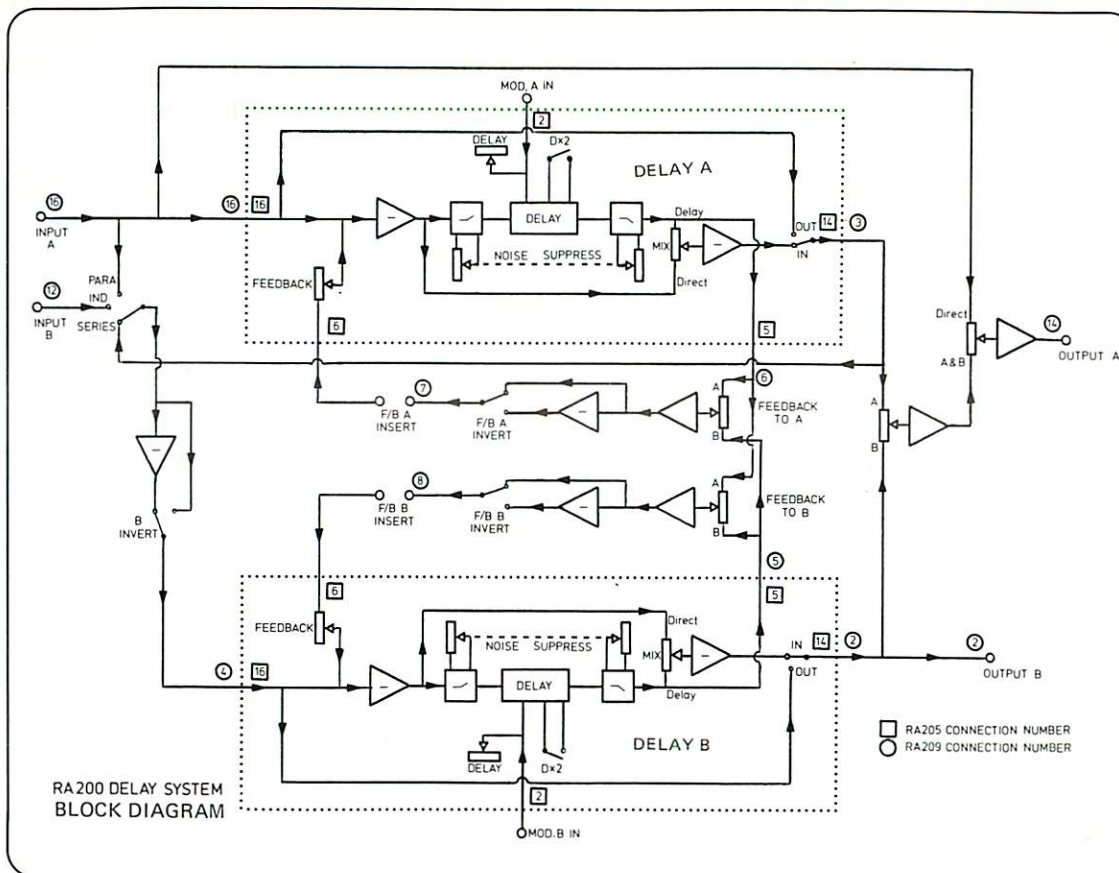 MOD. A IN
2
DELAY
D×2
DELAY A
16
INPUT
A
16
16
−
DELAY
Delay
OUT
14
3
IN
MIX
−
NOISE SUPPRESS
Direct
FEEDBACK
PARA
12
IND
INPUT
B
SERIES
6
5
Direct
14
OUTPUT A
A&B
7
F/B A
INSERT
F/B A
INVERT
−
A
6
FEEDBACK
TO A
B
A
B
−
8
F/B B
INSERT
F/B B
INVERT
−
A
FEEDBACK
TO B
B
B
INVERT
5
6
5
FEEDBACK
NOISE SUPPRESS
Direct
MIX
−
IN
14
2
2
OUT
OUTPUT B
4
16
−
DELAY
Delay
DELAY
D×2
DELAY B
2
MOD. B IN
RA205 CONNECTION NUMBER
RA209 CONNECTION NUMBER
RA200 DELAY SYSTEM
BLOCK DIAGRAM